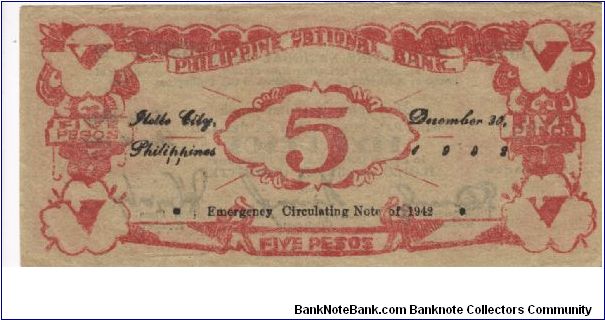 V V
PHILIPPINE NATIONAL BANK
Iloilo City, December 30,
FIVE PESOS 5 FIVE PESOS
Philippines
Emergency Circulating Note of 1942
V V
FIVE PESOS
BankNoteBank.com Banknote Collectors Community